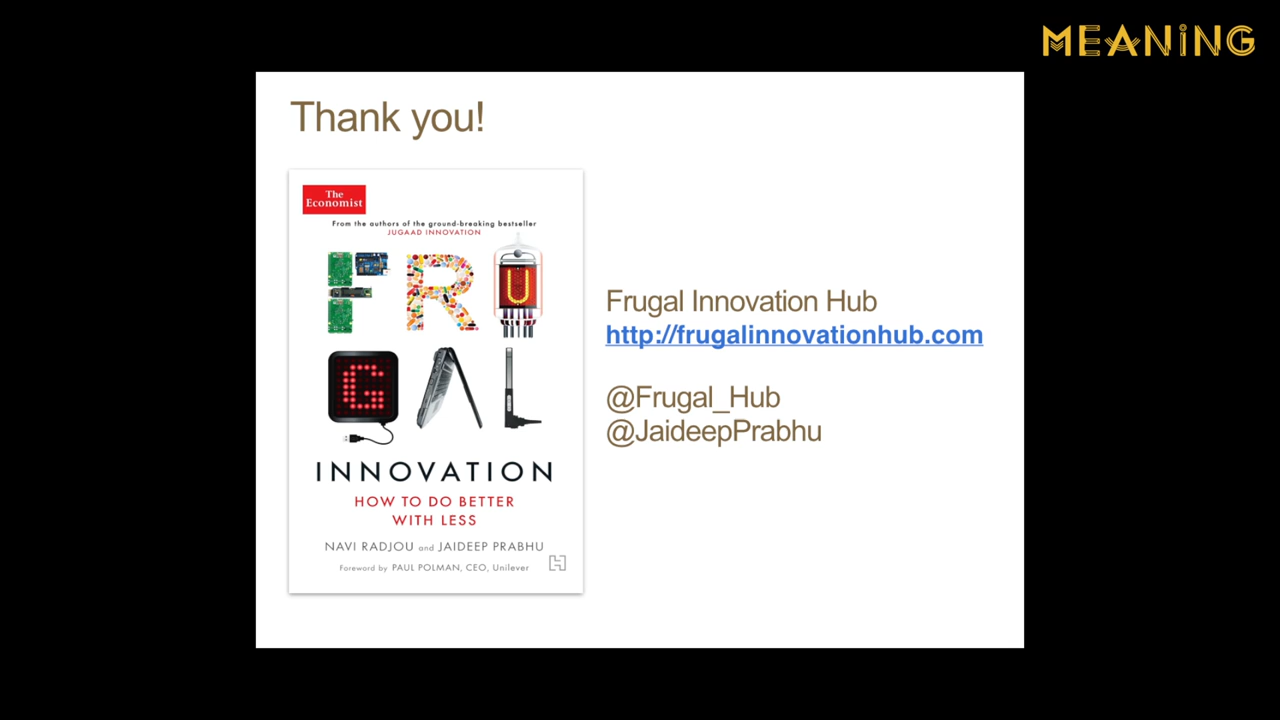 MEANiNG
Thank you!
The
Economist
From the authors of the ground-breaking bestseller
JUGAAD INNOVATION
FRU
GAL
INNOVATION
HOW TO DO BETTER
WITH LESS
NAVI RADJOU and JAIDEEP PRABHU
Foreword by PAUL POLMAN, CEO, Unilever
H
Frugal Innovation Hub
http://frugalinnovationhub.com
@Frugal_Hub
@JaideepPrabhu